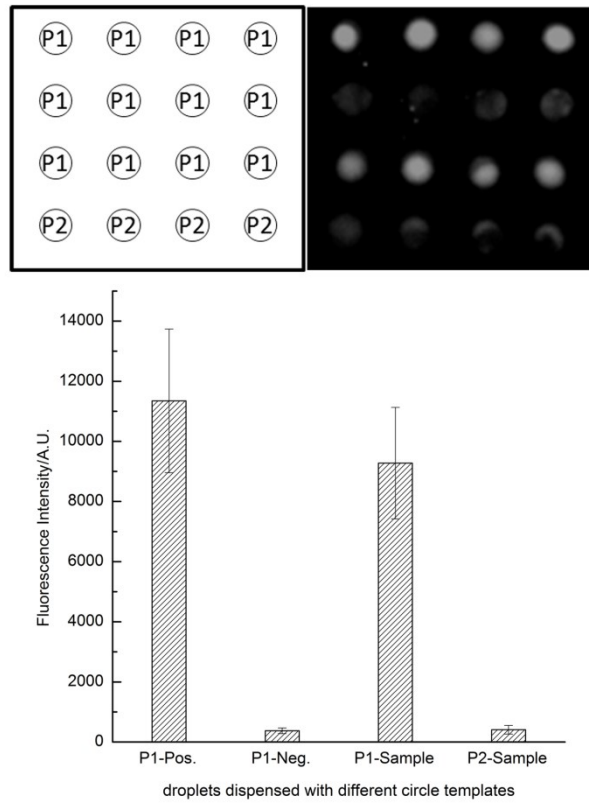 P1 P1 P1 P1
P1 P1 P1 P1
P1 P1 P1 P1
P2 P2 P2 P2
14000
12000
10000
8000
6000
4000
2000
0
Fluorescence Intensity/A.U.
P1-Pos. P1-Neg. P1-Sample P2-Sample
droplets dispensed with different circle templates